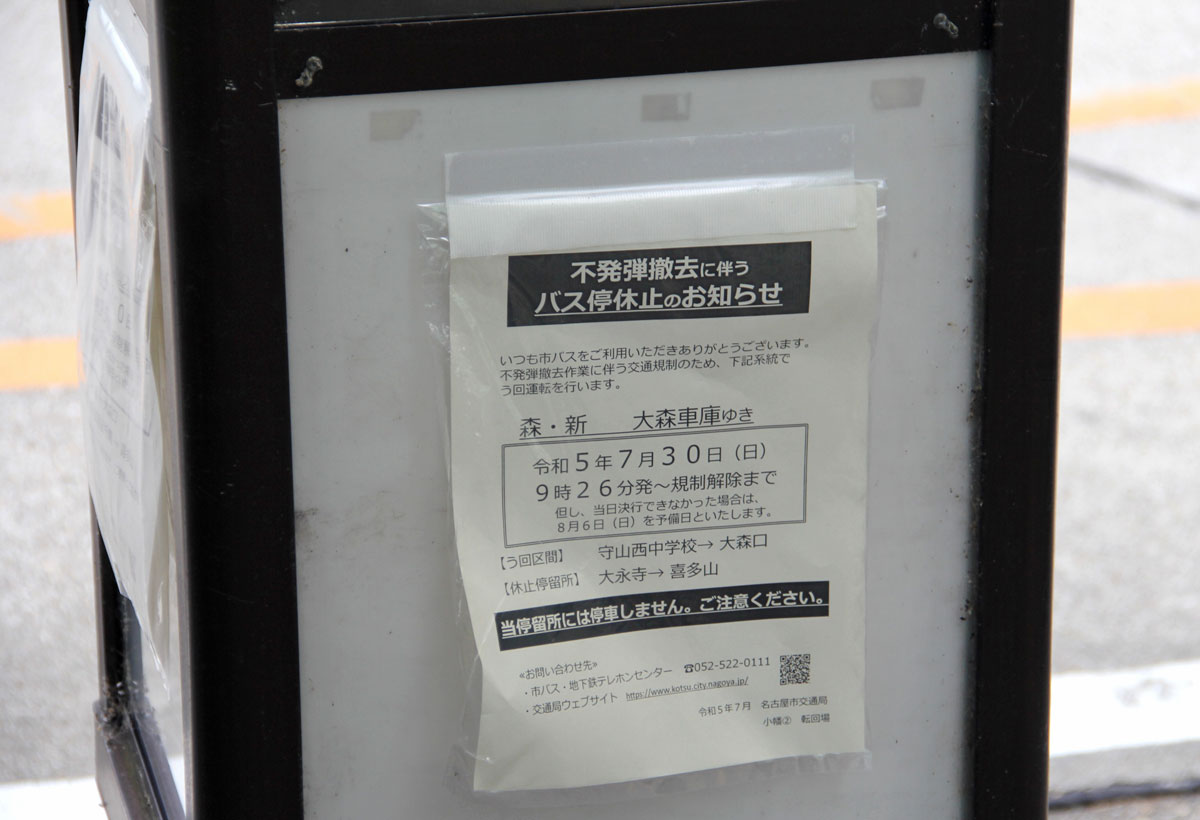 不発弾撤去に伴う
バス停休止のお知らせ
いつも市バスをご利用いただきありがとうございます。
不発弾撤去作業に伴う交通規制のため、下記系統で
う回運転を行います。
森・新　大森車庫ゆき
令和5年7月30日（日）
9時26分発～規制解除まで
但し、当日決行できなかった場合は、
8月6日（日）を予備日といたします。
【う回区間】　守山西中学校→ 大森口
【休止停留所】　大永寺→ 喜多山
当停留所には停車しません。ご注意ください。
≪お問い合わせ先≫
・市バス・地下鉄テレホンセンター　☎052-522-0111
・交通局ウェブサイト　https://www.kotsu.city.nagoya.jp/
令和5年7月　名古屋市交通局
小幡②　転回場